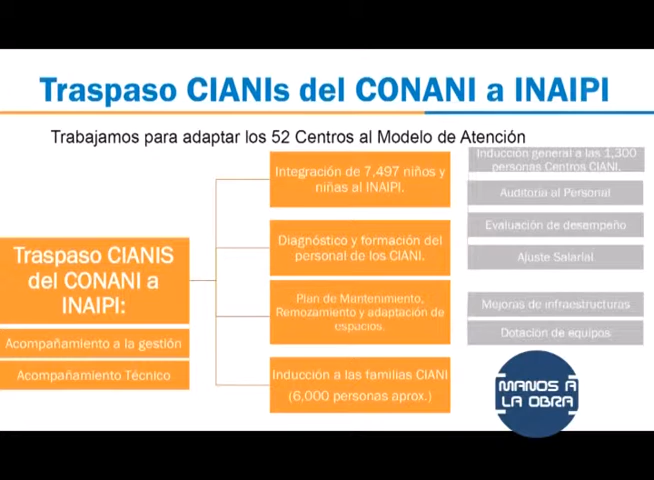 Traspaso CIANIs del CONANI a INAIPI
Trabajamos para adaptar los 52 Centros al Modelo de Atención
Traspaso CIANIS
del CONANI a
INAIPI:
Acompañamiento a la gestión
Acompañamiento Técnico
Integración de 7,497 niños y
niñas al INAIPI.
Diagnóstico y formación del
personal de los CIANI.
Plan de Mantenimiento,
Remozamiento y adaptación de
espacios.
Inducción a las familias CIANI
(6,000 personas aprox.)
Inducción general a las 1,300
personas Centros CIANI.
Auditoria al Personal
Evaluación de desempeño
Ajuste Salarial
Mejoras de infraestructuras
Dotación de equipos
MANOS A
LA OBRA